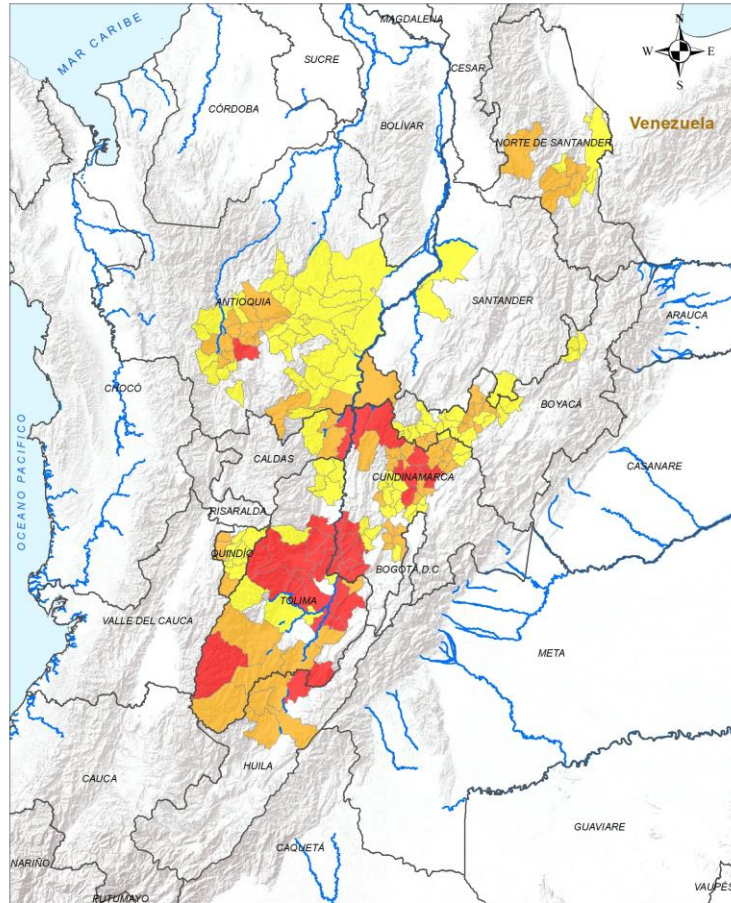 MAGDALENA
N
MAR CARIBE
W
E
SUCRE
CESAR
S
CÓRDOBA
BOLÍVAR
Venezuela
NORTE DE SANTANDER
ANTIOQUIA
SANTANDER
ARAUCA
CHOCÓ
BOYACÁ
OCEANO PACIFICO
CALDAS
CASANARE
CUNDINAMARCA
RISARALDA
QUINDÍO
BOGOTÁ, D.C
TOLIMA
VALLE DEL CAUCA
META
HUILA
CAUCA
GUAVIARE
CAQUETÁ
NARIÑO
PUTUMAYO
VAUPÉS